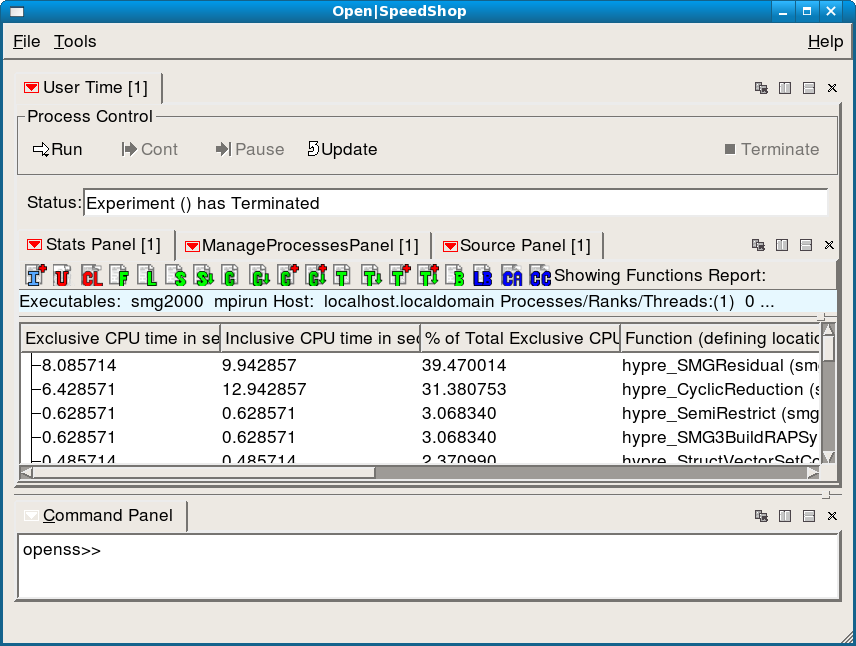 Open|SpeedShop
File Tools Help
User Time [1]
Process Control
Run Cont Pause Update Terminate
Status: Experiment () has Terminated
Stats Panel [1] ManageProcessesPanel [1] Source Panel [1]
I U CL F L S S G G G G T T T T B LB CA CC Showing Functions Report:
Executables: smg2000 mpirun Host: localhost.localdomain Processes/Ranks/Threads:(1) 0 ...
Exclusive CPU time in se Inclusive CPU time in sec % of Total Exclusive CPU Function (defining locatio
8.085714 9.942857 39.470014 hypre_SMGResidual (sm
6.428571 12.942857 31.380753 hypre_CyclicReduction (s
0.628571 0.628571 3.068340 hypre_SemiRestrict (smg
0.628571 0.628571 3.068340 hypre_SMG3BuildRAPSy
0.485714 0.485714 2.370990 hypre_StructVectorSetCo
Command Panel
openss>>